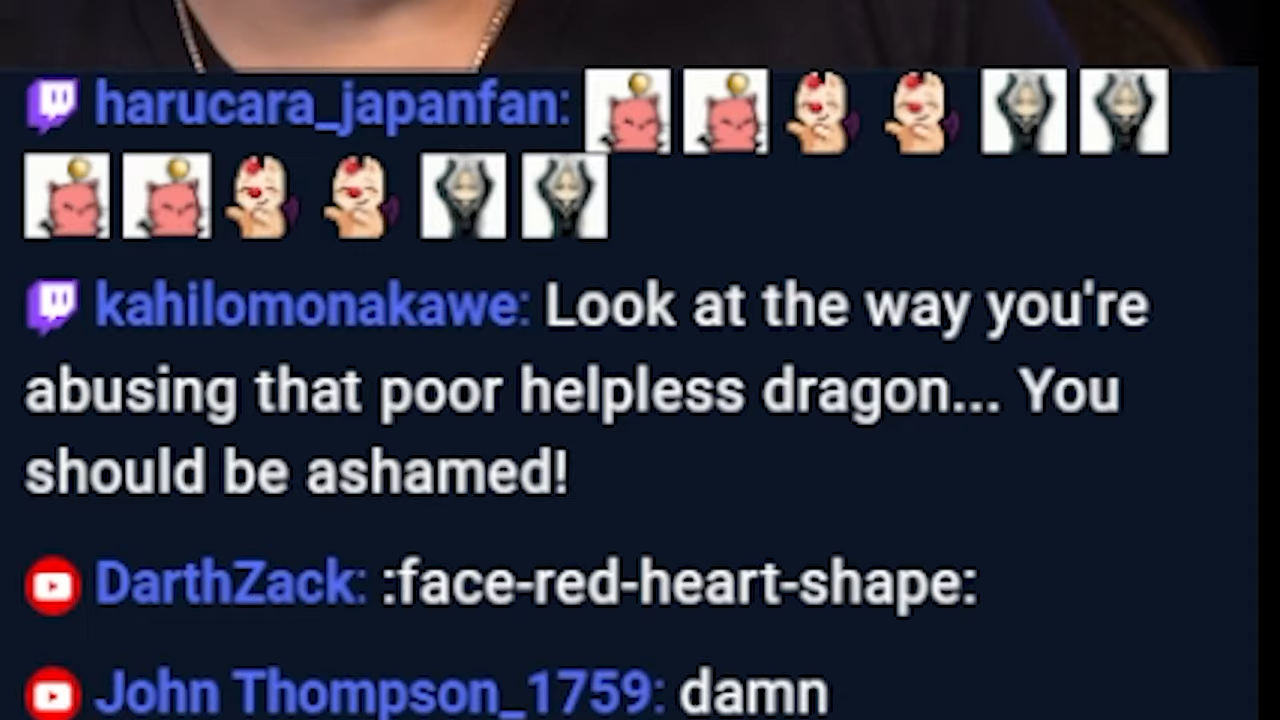 harucara_japanfan:
kahilomonakawe: Look at the way you're
abusing that poor helpless dragon... You
should be ashamed!
DarthZack: :face-red-heart-shape:
John Thompson_1759: damn